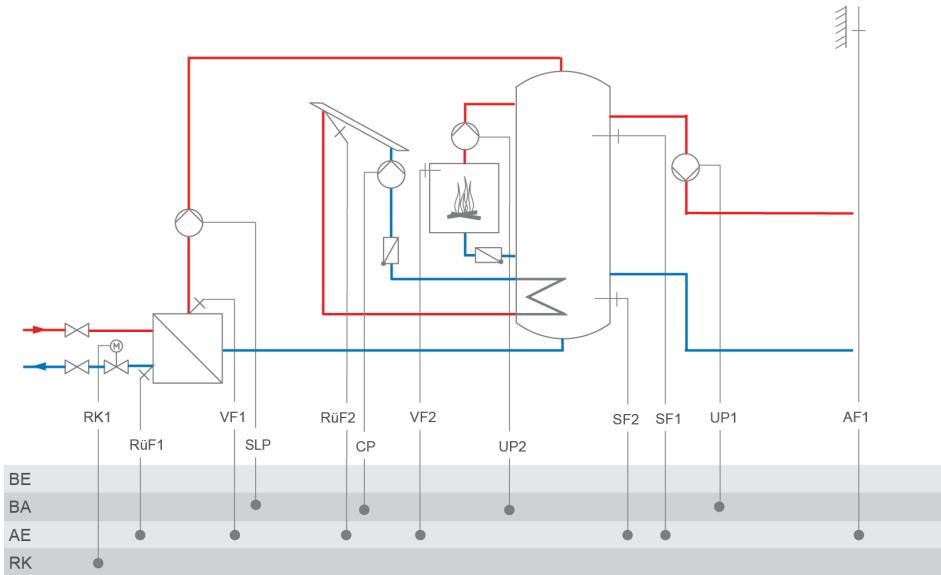 M
RK1
RüF1
VF1
SLP
RüF2
CP
VF2
UP2
SF2
SF1
UP1
AF1
BE
BA
AE
RK